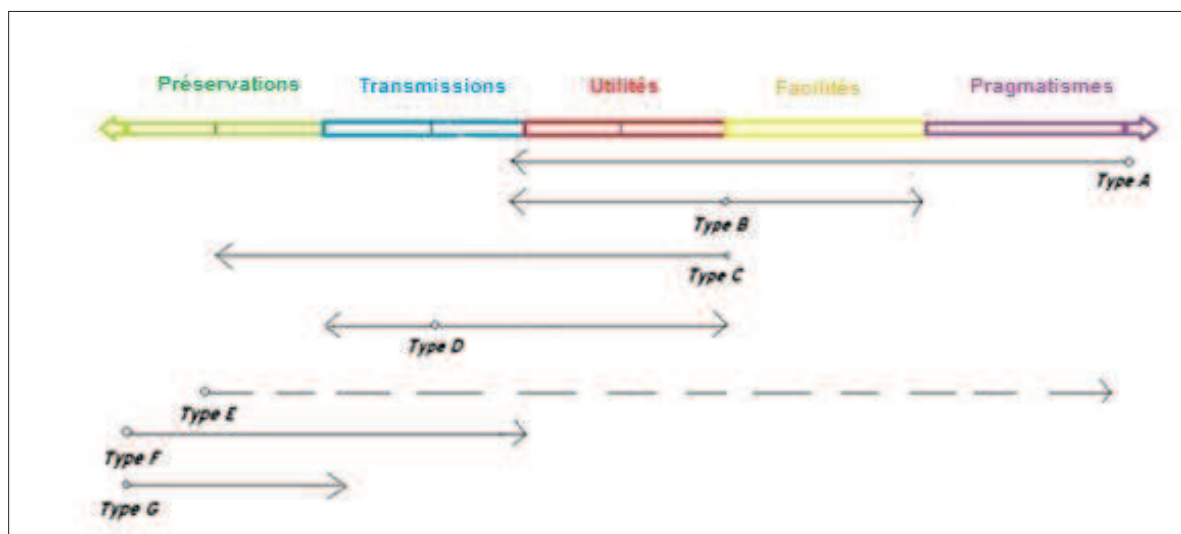 Préservations Transmissions Utilités Facilités Pragmatismes
Type A
Type B
Type C
Type D
Type E
Type F
Type G